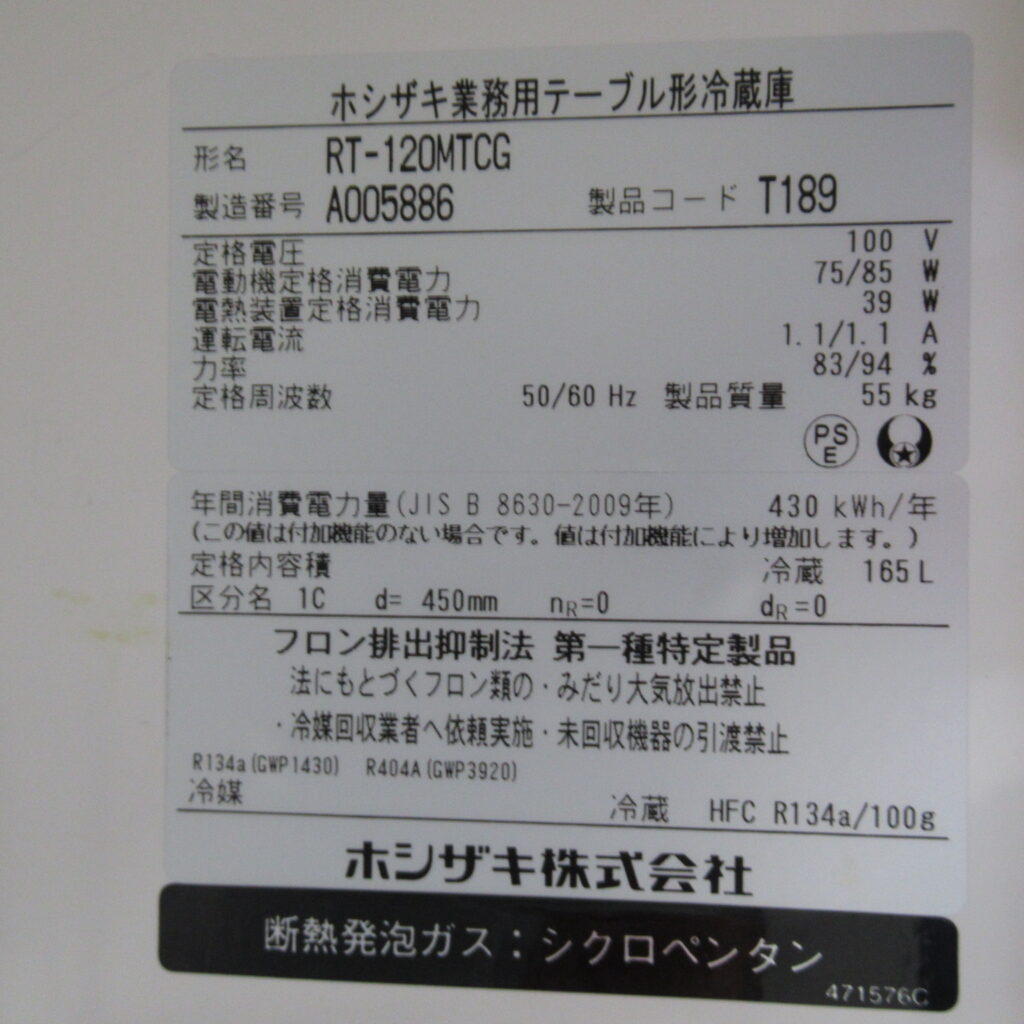 ホシザキ業務用テーブル形冷蔵庫
形名 RT-120MTCG
製造番号 A005886 製品コード T189
定格電圧 100 V
電動機定格消費電力 75/85 W
電熱装置定格消費電力 39 W
運転電流 1.1/1.1 A
力率 83/94 %
定格周波数 50/60 Hz 製品質量 55 kg
PS
E
年間消費電力量(JIS B 8630-2009年) 430 kWh/年
(この値は付加機能のない場合です。値は付加機能により増加します。)
定格内容積 冷蔵 165 L
区分名 1C d= 450mm nR=0 dR=0
フロン排出抑制法 第一種特定製品
法にもとづくフロン類の・みだり大気放出禁止
・冷媒回収業者へ依頼実施・未回収機器の引渡禁止
R134a(GWP1430) R404A(GWP3920)
冷媒
冷蔵 HFC R134a/100g
ホシザキ株式会社
断熱発泡ガス：シクロペンタン
471576C